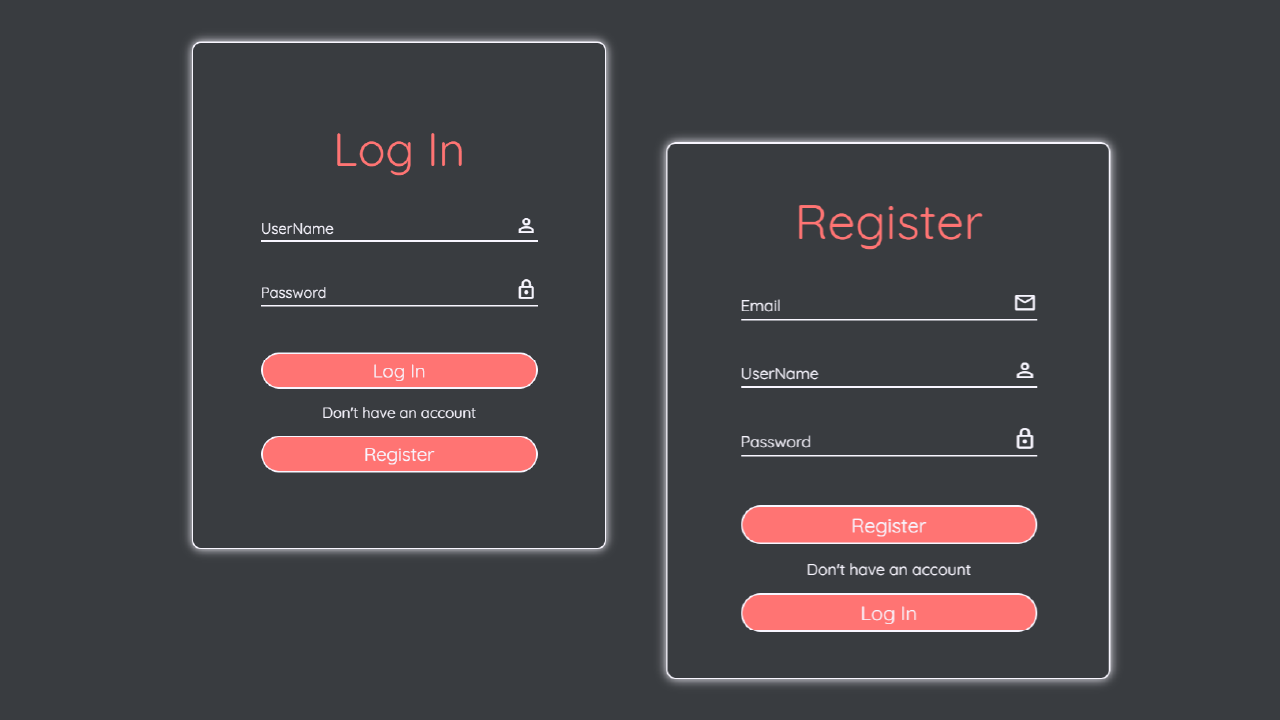 Log In
UserName
Password
Log In
Don't have an account
Register
Register
Email
UserName
Password
Register
Don't have an account
Log In